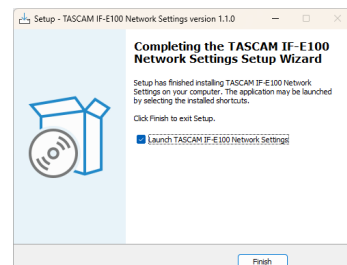 Setup - TASCAM IF-E100 Network Settings version 1.1.0
Completing the TASCAM IF-E100
Network Settings Setup Wizard
Setup has finished installing TASCAM IF-E100 Network
Settings on your computer. The application may be launched
by selecting the installed shortcuts.
Click Finish to exit Setup.
Launch TASCAM IF-E100 Network Settings
Finish